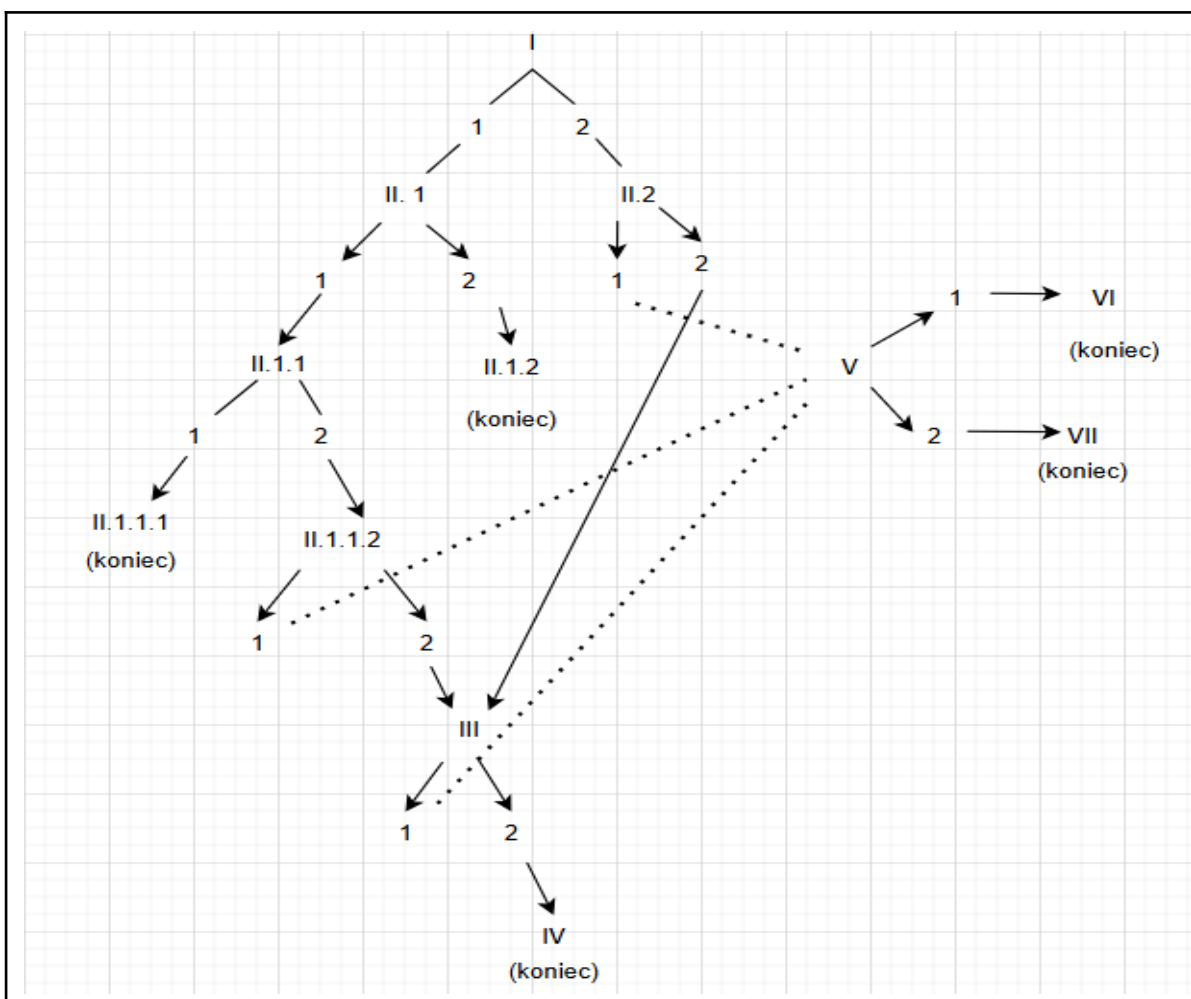 I
1 2
II. 1 II.2
1 2 1 2
1 VI
(koniec)
II.1.1 II.1.2 V
(koniec)
1 2 2 VII
(koniec)
II.1.1.1 II.1.1.2
(koniec)
1 2
III
1 2
IV
(koniec)